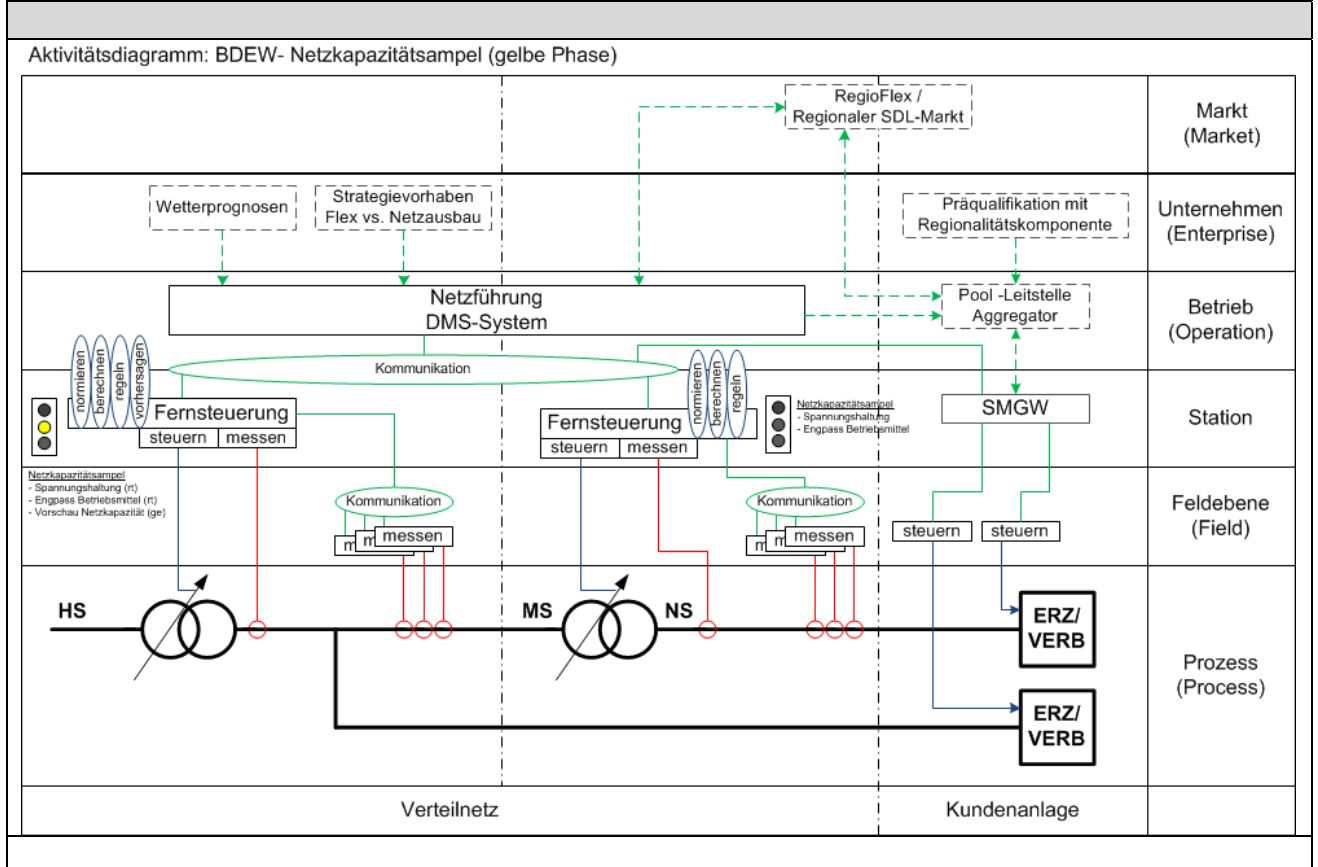 Aktivitätsdiagramm: BDEW- Netzkapazitätsampel (gelbe Phase)
RegioFlex /
Regionaler SDL-Markt
Markt
(Market)
Wetterprognosen
Strategievorhaben
Flex vs. Netzausbau
Präqualifikation mit
Regionalitätskomponente
Unternehmen
(Enterprise)
Netzführung
DMS-System
Pool -Leitstelle
Aggregator
Betrieb
(Operation)
Kommunikation
normieren
berechnen
regeln
vorhersagen
Fernsteuerung
steuern
messen
normieren
berechnen
regeln
Fernsteuerung
steuern
messen
Netzkapazitätsampel
- Spannungshaltung
- Engpass Betriebsmittel
SMGW
Station
Netzkapazitätsampel
- Spannungshaltung (rt)
- Engpass Betriebsmittel (rt)
- Vorschau Netzkapazität (ge)
Kommunikation
m
m
messen
Kommunikation
m
m
messen
steuern
steuern
Feldebene
(Field)
HS
MS
NS
ERZ/
VERB
ERZ/
VERB
Prozess
(Process)
Verteilnetz
Kundenanlage